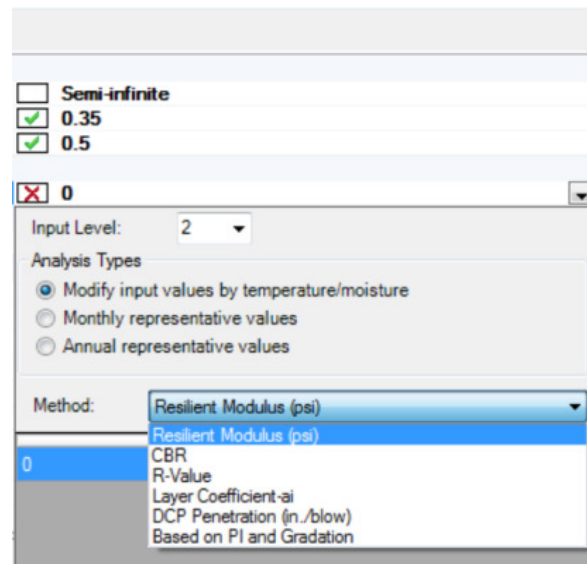 Semi-infinite
0.35
0.5
0
Input Level: 2
Analysis Types
Modify input values by temperature/moisture
Monthly representative values
Annual representative values
Method: Resilient Modulus (psi)
Resilient Modulus (psi)
0
CBR
R-Value
Layer Coefficient-ai
DCP Penetration (in./blow)
Based on PI and Gradation